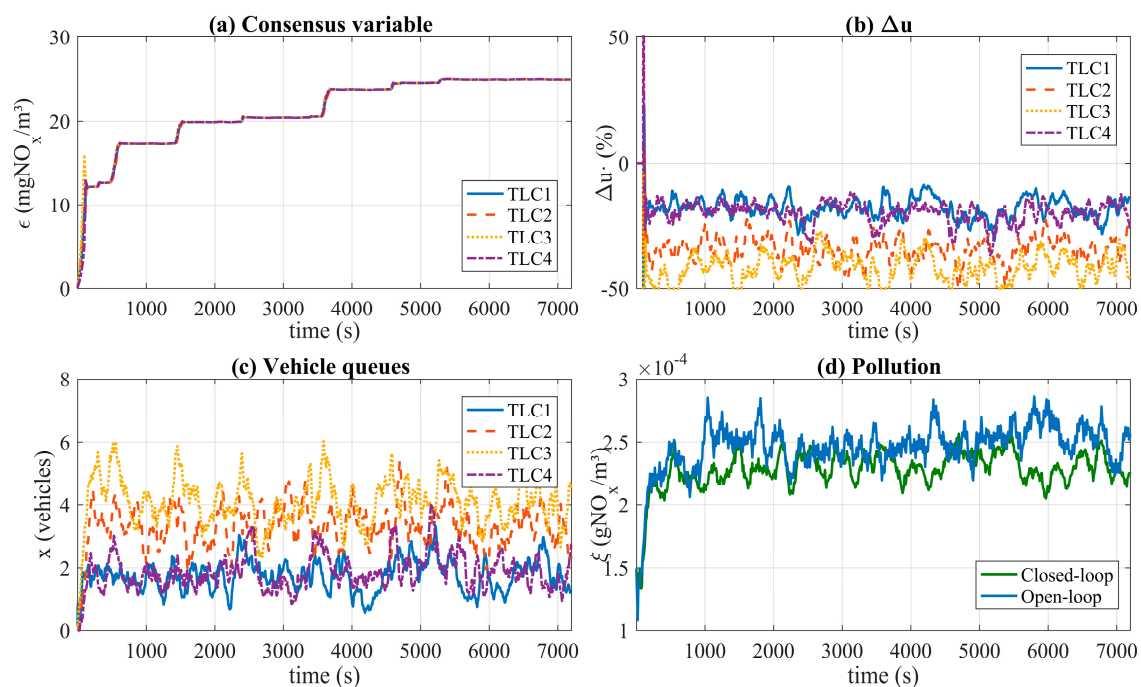 (a) Consensus variable
30
20
10
0
1000 2000 3000 4000 5000 6000 7000
time (s)
ϵ (mgNOx/m³)
TLC1
TLC2
TLC3
TLC4
(b) Δu
50
0
-50
1000 2000 3000 4000 5000 6000 7000
time (s)
Δu· (%)
TLC1
TLC2
TLC3
TLC4
(c) Vehicle queues
8
6
4
2
0
1000 2000 3000 4000 5000 6000 7000
time (s)
x (vehicles)
TLC1
TLC2
TLC3
TLC4
(d) Pollution
×10-4
3
2.5
2
1
1000 2000 3000 4000 5000 6000 7000
time (s)
ξ (gNOx/m³)
Closed-loop
Open-loop